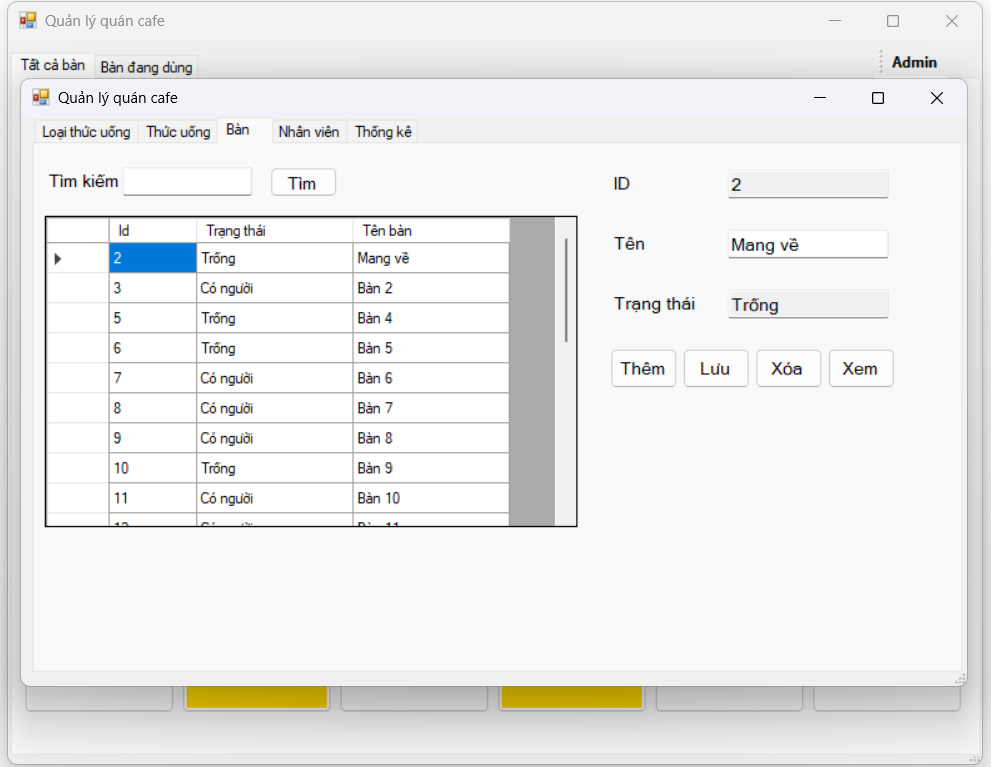 Quản lý quán cafe
Tất cả bàn Bàn đang dùng Admin
Quản lý quán cafe
Loại thức uống Thức uống Bàn Nhân viên Thống kê
Tìm kiếm Tìm
ID 2
Tên Mang về
Trạng thái Trống
Thêm Lưu Xóa Xem
Id Trạng thái Tên bàn
2 Trống Mang về
3 Có người Bàn 2
5 Trống Bàn 4
6 Trống Bàn 5
7 Có người Bàn 6
8 Có người Bàn 7
9 Có người Bàn 8
10 Trống Bàn 9
11 Có người Bàn 10